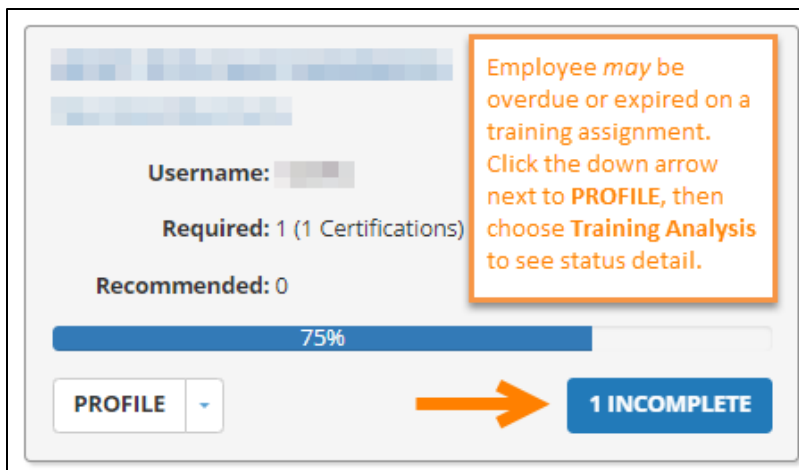 Employee may be
overdue or expired on a
training assignment.
Click the down arrow
next to PROFILE, then
choose Training Analysis
to see status detail.
Username:
Required: 1 (1 Certifications)
Recommended: 0
75%
PROFILE
1 INCOMPLETE